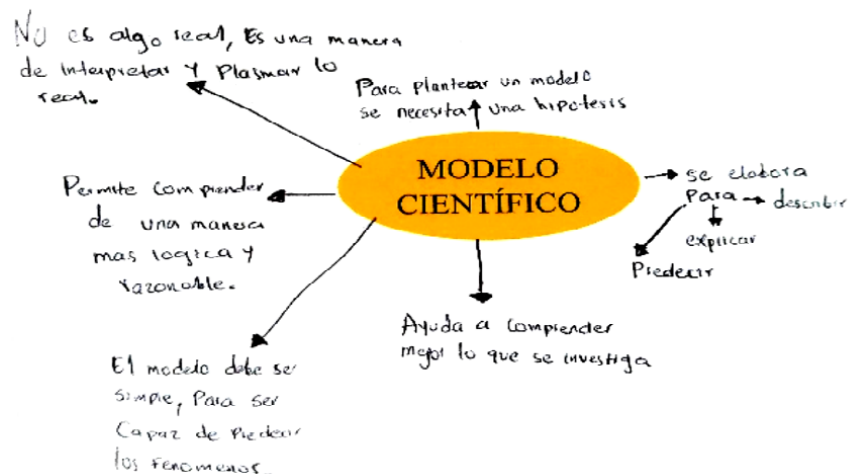 No es algo real, Es una manera
de interpretar y Plasmar lo
real.
Para plantear un modelo
se necesita una hipotesis
MODELO
CIENTÍFICO
se elabora
Para
describir
explicar
Predecir
Permite comprender
de una manera
mas logica y
razonable.
Ayuda a comprender
mejor lo que se investiga
El modelo debe ser
simple, Para ser
Capaz de Predecir
los fenomenos.